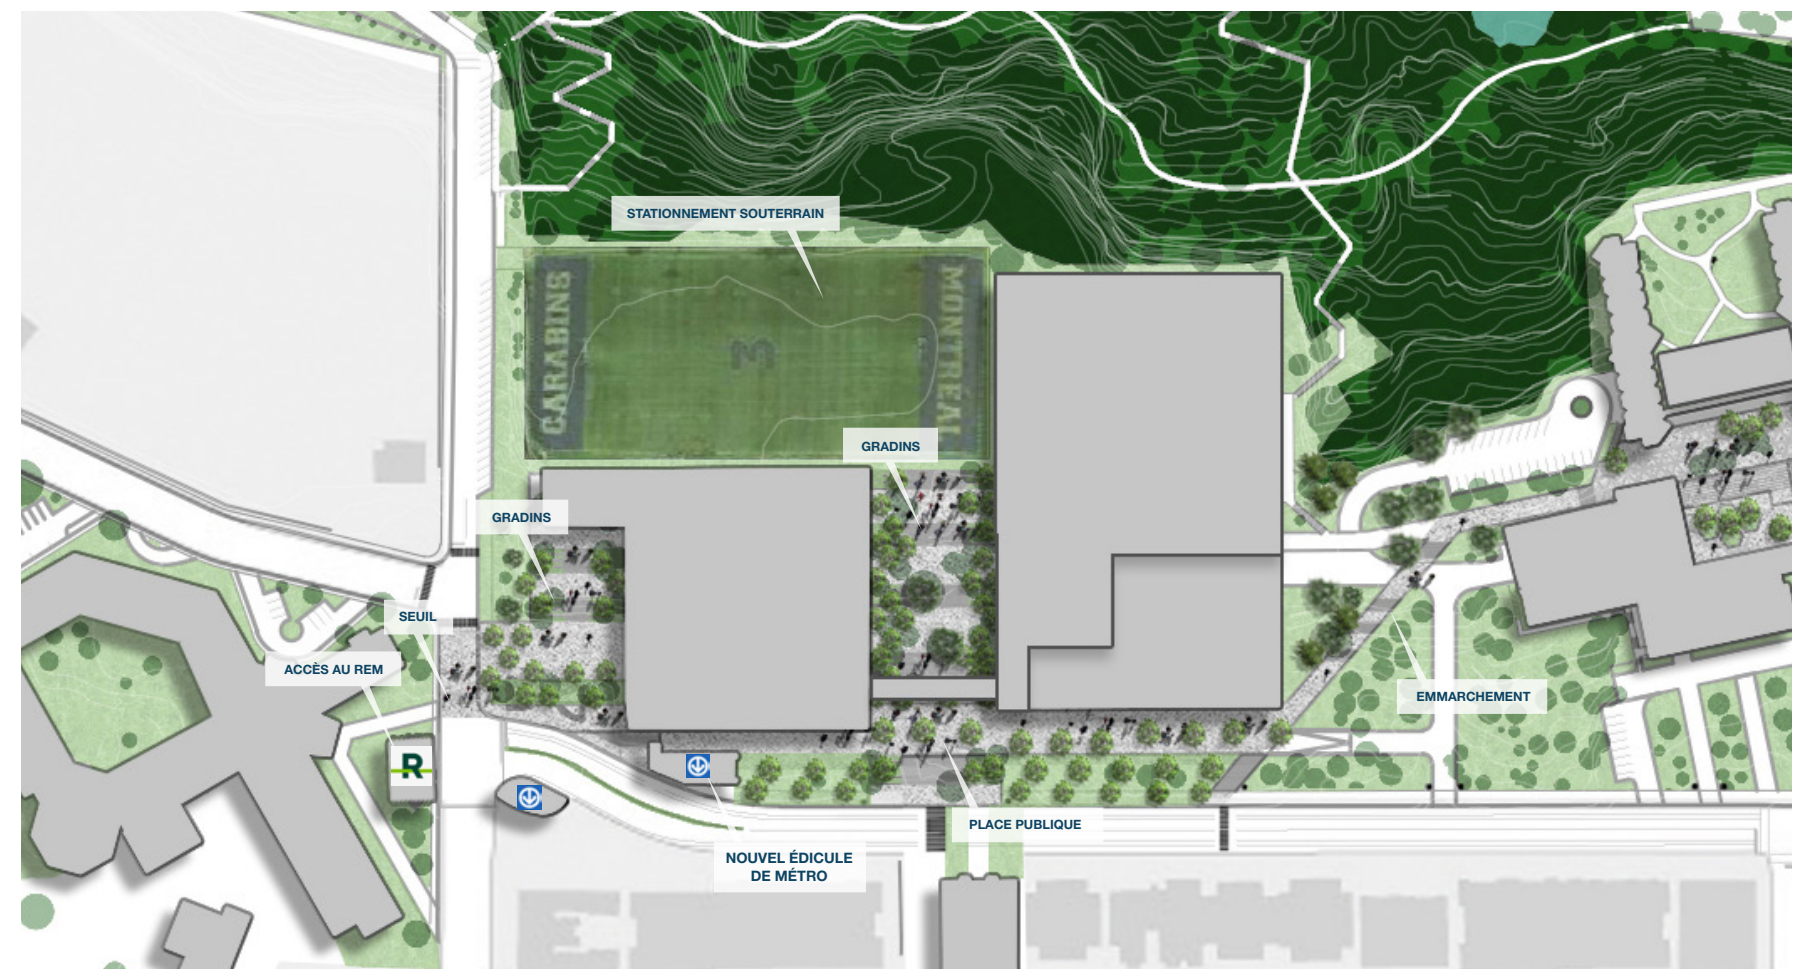 STATIONNEMENT SOUTERRAIN
CARABINS
MONTREAL
GRADINS
GRADINS
SEUIL
ACCÈS AU REM
EMMARCHEMENT
R
PLACE PUBLIQUE
NOUVEL ÉDICULE
DE MÉTRO